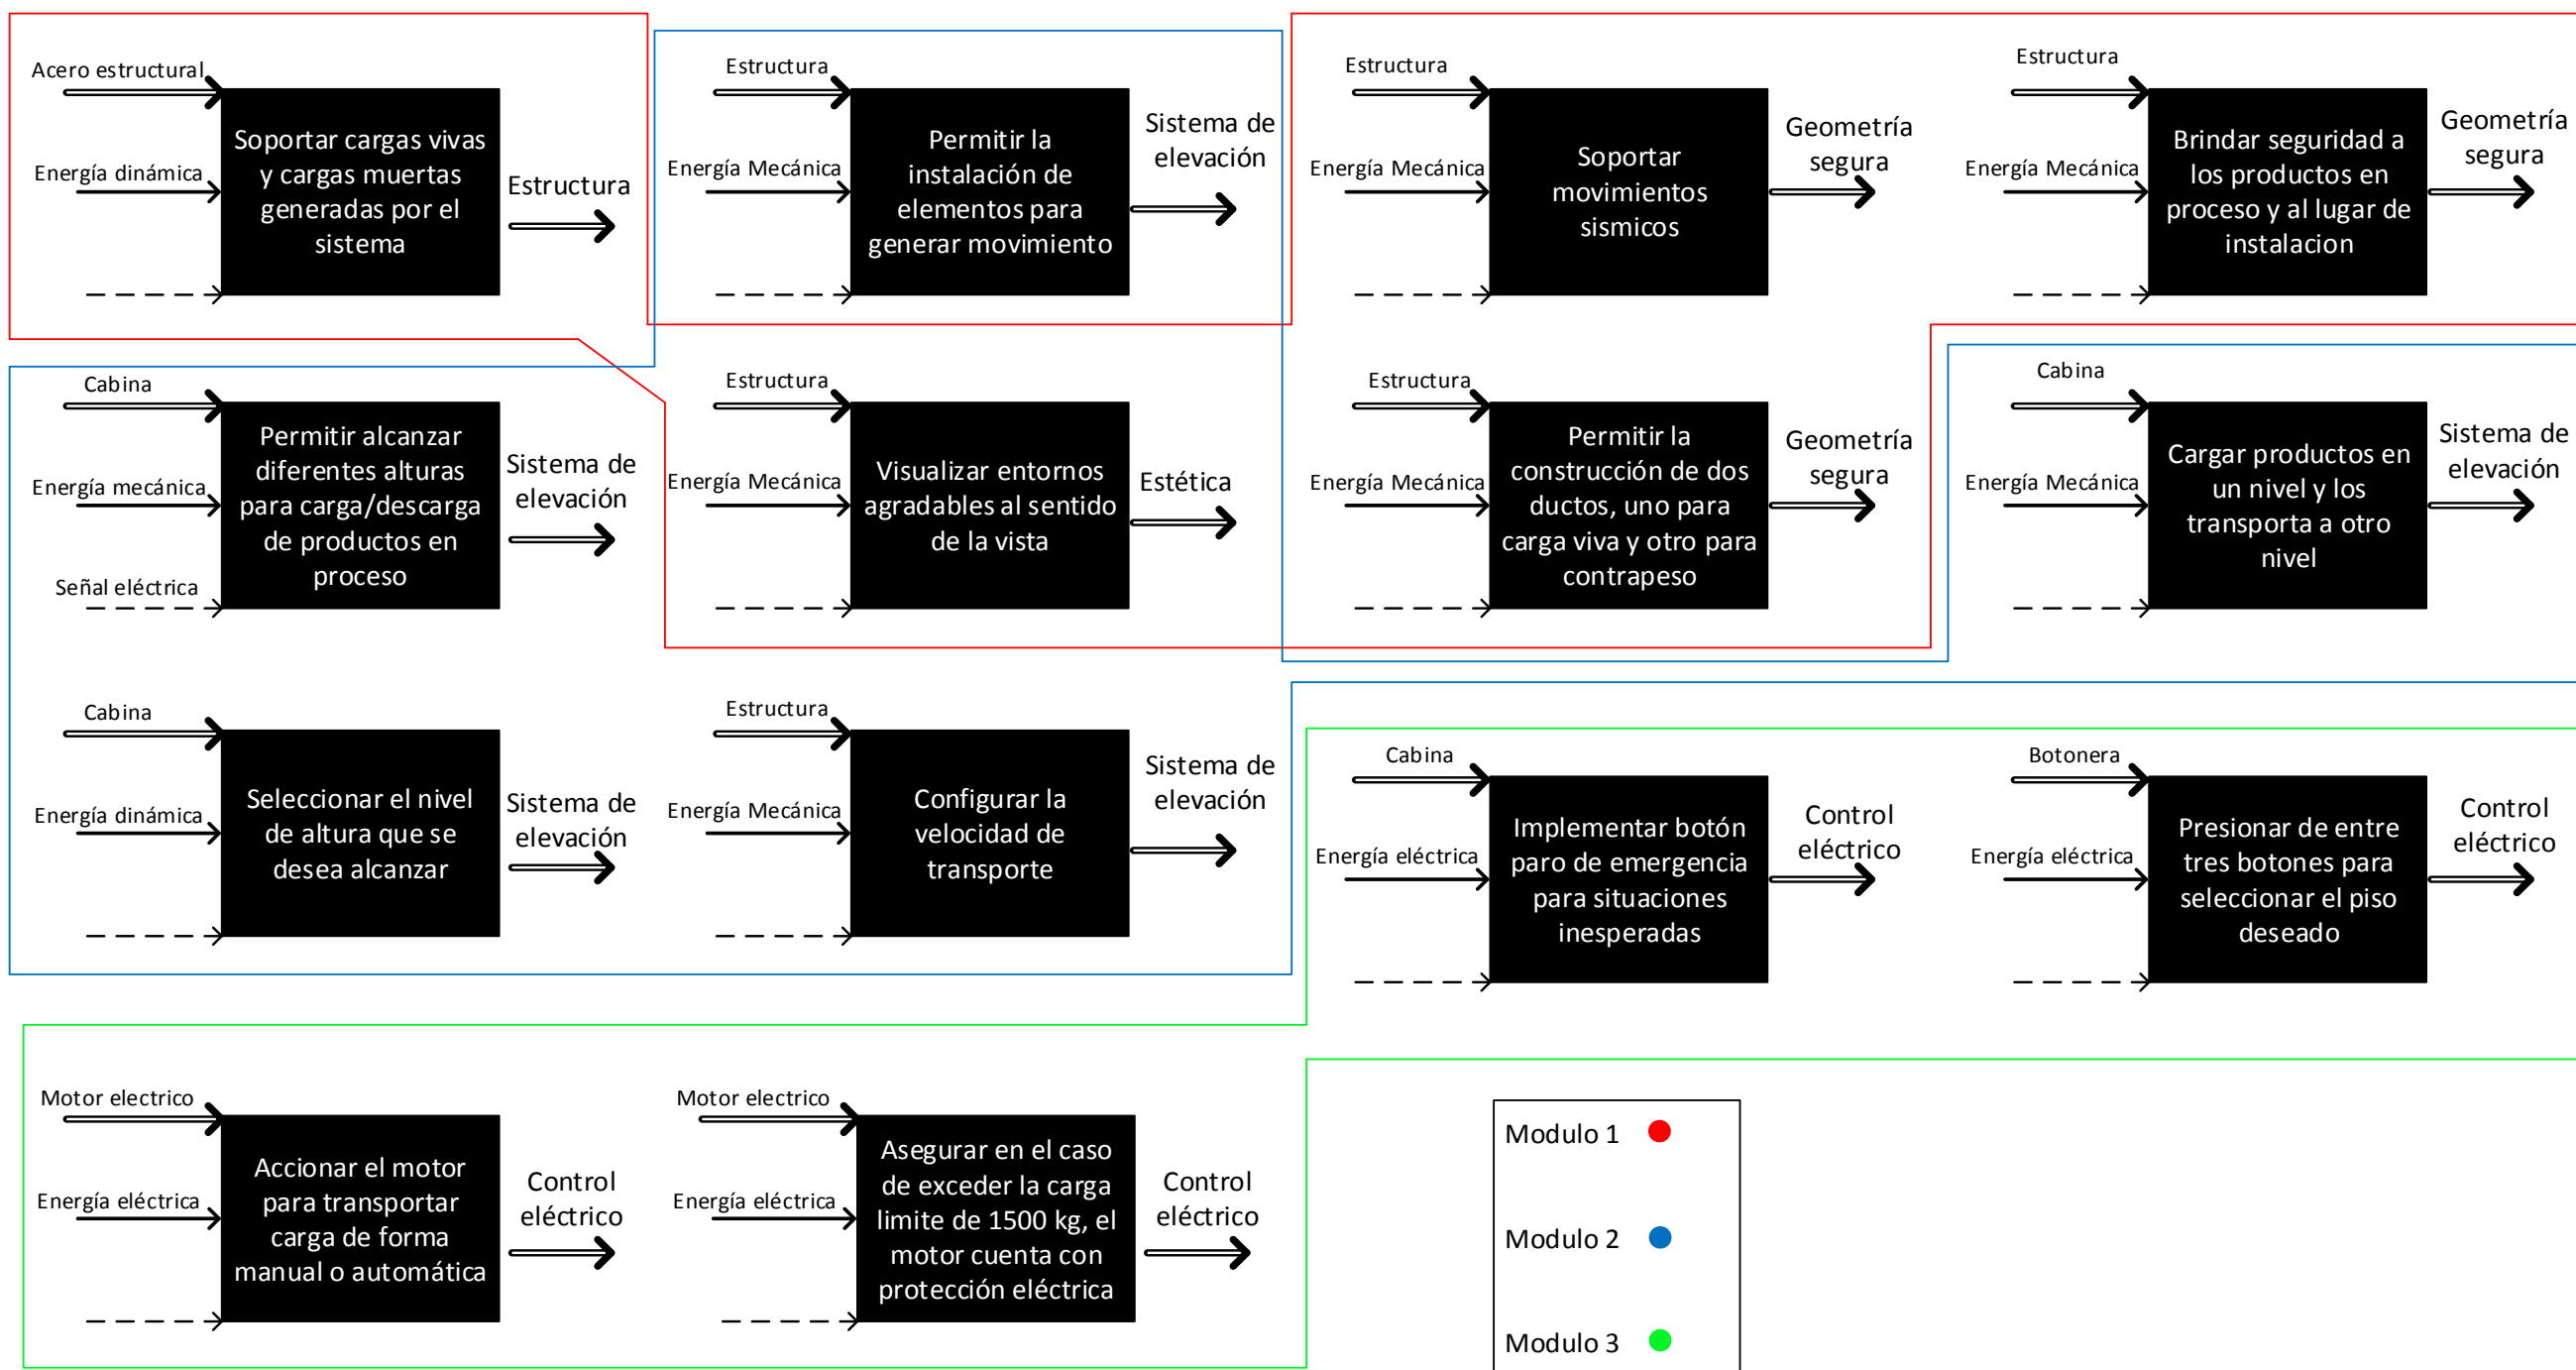 Acero estructural
Energía dinámica
Soportar cargas vivas
y cargas muertas
generadas por el
sistema
Estructura
Estructura
Energía Mecánica
Permitir la
instalación de
elementos para
generar movimiento
Sistema de
elevación
Estructura
Energía Mecánica
Soportar
movimientos
sismicos
Geometría
segura
Estructura
Energía Mecánica
Brindar seguridad a
los productos en
proceso y al lugar de
instalacion
Geometría
segura
Cabina
Energía mecánica
Señal eléctrica
Permitir alcanzar
diferentes alturas
para carga/descarga
de productos en
proceso
Sistema de
elevación
Estructura
Energía Mecánica
Visualizar entornos
agradables al sentido
de la vista
Estética
Estructura
Energía Mecánica
Permitir la
construcción de dos
ductos, uno para
carga viva y otro para
contrapeso
Geometría
segura
Cabina
Energía Mecánica
Cargar productos en
un nivel y los
transporta a otro
nivel
Sistema de
elevación
Cabina
Energía dinámica
Seleccionar el nivel
de altura que se
desea alcanzar
Sistema de
elevación
Estructura
Energía Mecánica
Configurar la
velocidad de
transporte
Sistema de
elevación
Cabina
Energía eléctrica
Implementar botón
paro de emergencia
para situaciones
inesperadas
Control
eléctrico
Botonera
Energía eléctrica
Presionar de entre
tres botones para
seleccionar el piso
deseado
Control
eléctrico
Motor electrico
Energía eléctrica
Accionar el motor
para transportar
carga de forma
manual o automática
Control
eléctrico
Motor electrico
Energía eléctrica
Asegurar en el caso
de exceder la carga
limite de 1500 kg, el
motor cuenta con
protección eléctrica
Control
eléctrico
Modulo 1
Modulo 2
Modulo 3